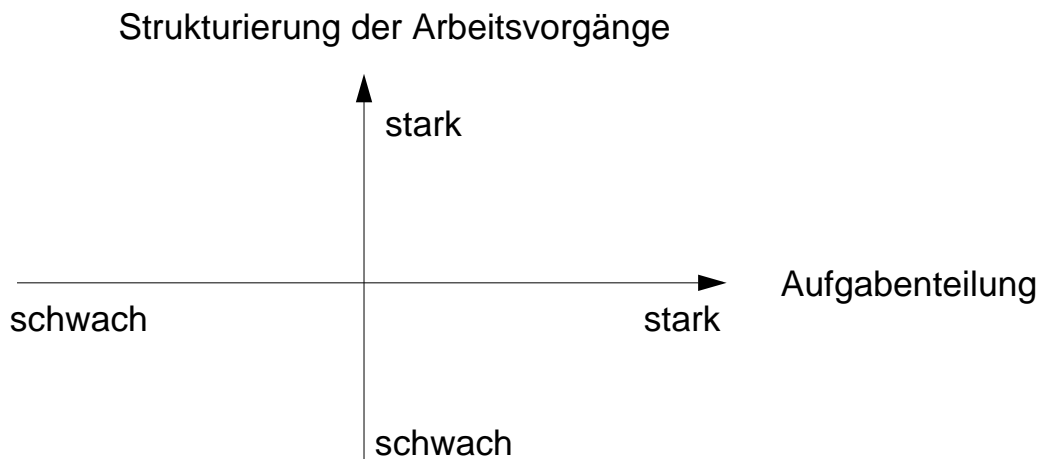 Strukturierung der Arbeitsvorgänge
stark
Aufgabenteilung
schwach
stark
schwach